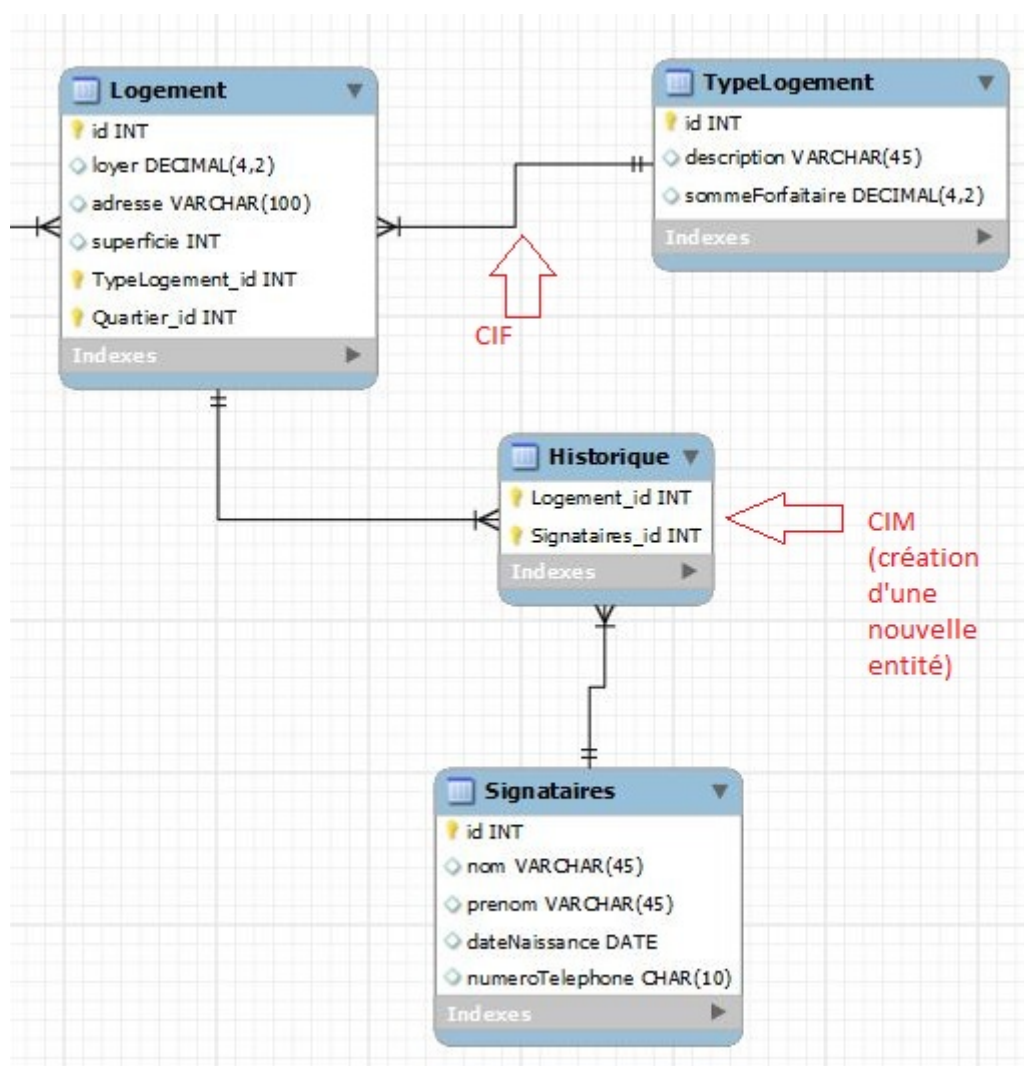 Logement
id INT
loyer DECIMAL(4,2)
adresse VARCHAR(100)
superficie INT
TypeLogement_id INT
Quartier_id INT
Indexes
TypeLogement
id INT
description VARCHAR(45)
sommeForfaitaire DECIMAL(4,2)
Indexes
CIF
Historique
Logement_id INT
Signataires_id INT
Indexes
CIM
(création
d'une
nouvelle
entité)
Signataires
id INT
nom VARCHAR(45)
prenom VARCHAR(45)
dateNaissance DATE
numeroTelephone CHAR(10)
Indexes